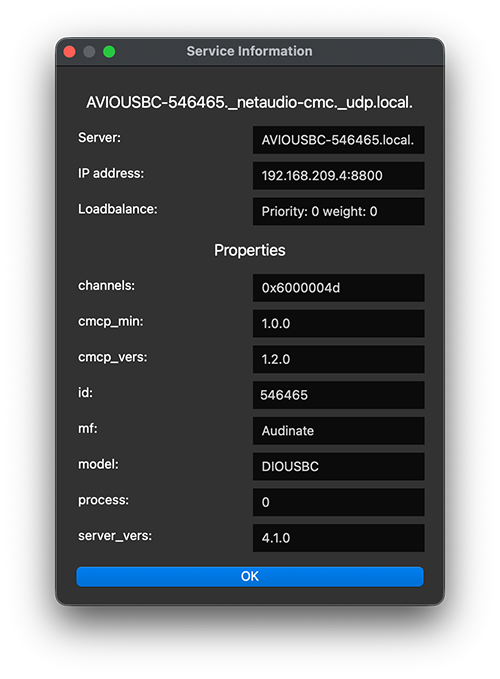 Service Information
AVIOUSBC-546465._netaudio-cmc._udp.local.
Server: AVIOUSBC-546465.local.
IP address: 192.168.209.4:8800
Loadbalance: Priority: 0 weight: 0
Properties
channels: 0x6000004d
cmcp_min: 1.0.0
cmcp_vers: 1.2.0
id: 546465
mf: Audinate
model: DIOUSBC
process: 0
server_vers: 4.1.0
OK